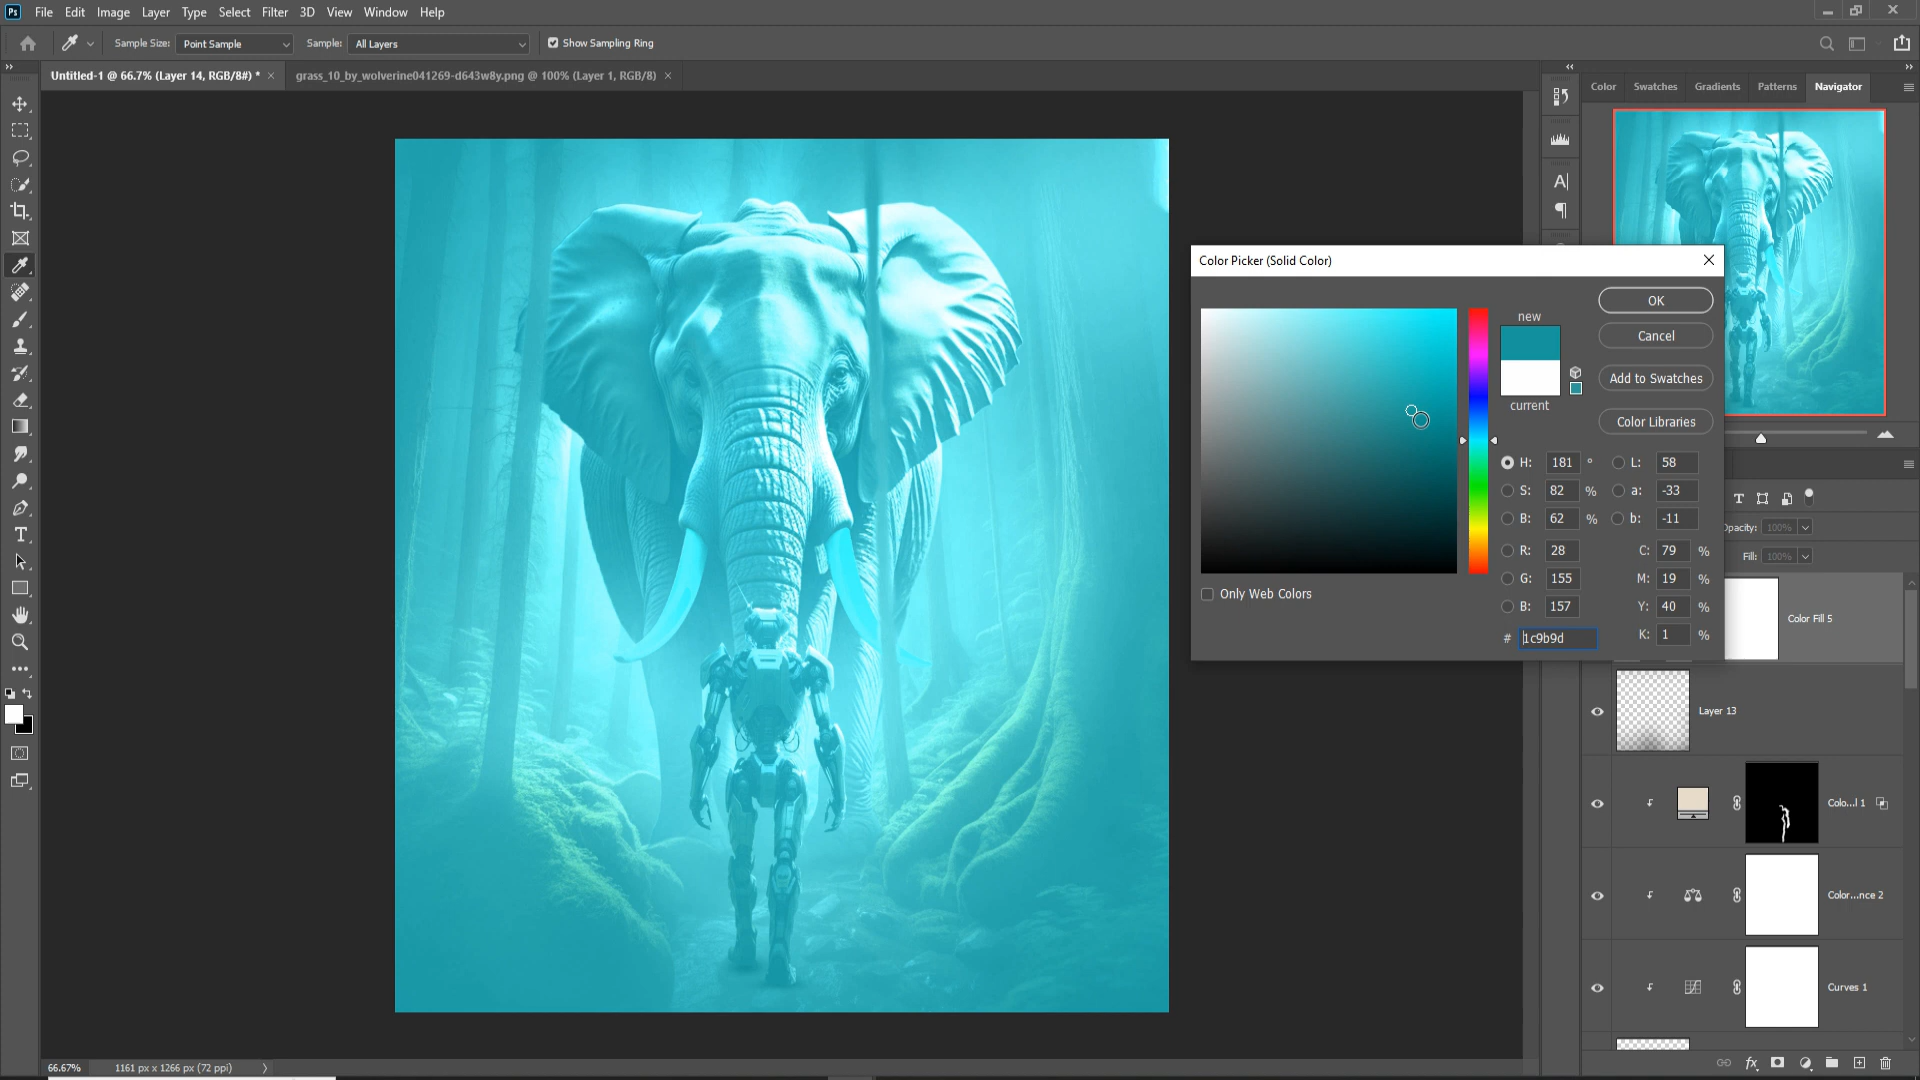 Ps File Edit Image Layer Type Select Filter 3D View Window Help
Sample Size: Point Sample Sample: All Layers Show Sampling Ring
Untitled-1 @ 66.7% (Layer 14, RGB/8#) * × grass_10_by_wolverine041269-d643w8y.png @ 100% (Layer 1, RGB/8) ×
Color Swatches Gradients Patterns Navigator
Color Picker (Solid Color)
new
current
OK
Cancel
Add to Swatches
Color Libraries
H: 181 ° L: 58
S: 82 % a: -33
B: 62 % b: -11
R: 28 C: 79 %
G: 155 M: 19 %
B: 157 Y: 40 %
# 1c9b9d K: 1 %
Only Web Colors
Opacity: 100%
Fill: 100%
Color Fill 5
Layer 13
Colo...l 1
Color...nce 2
Curves 1
66.67% 1161 px x 1266 px (72 ppi)